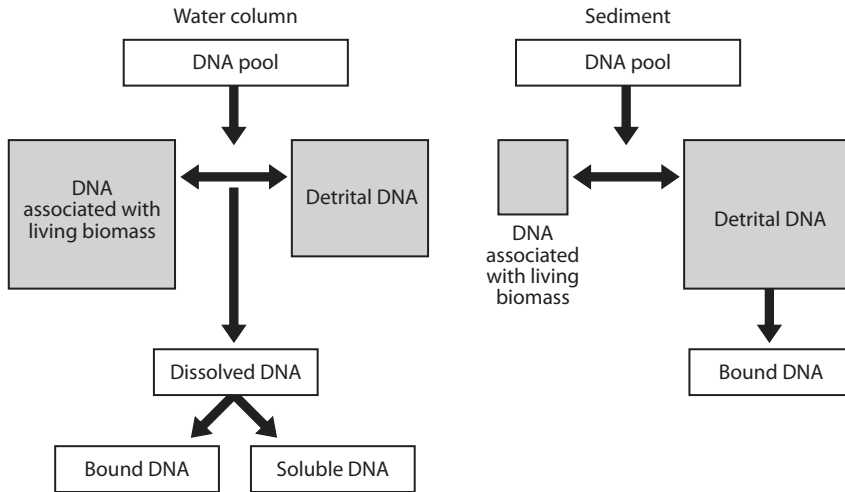 Water column
DNA pool
DNA
associated with
living biomass
Detrital DNA
Dissolved DNA
Bound DNA
Soluble DNA
Sediment
DNA pool
DNA
associated
with living
biomass
Detrital DNA
Bound DNA